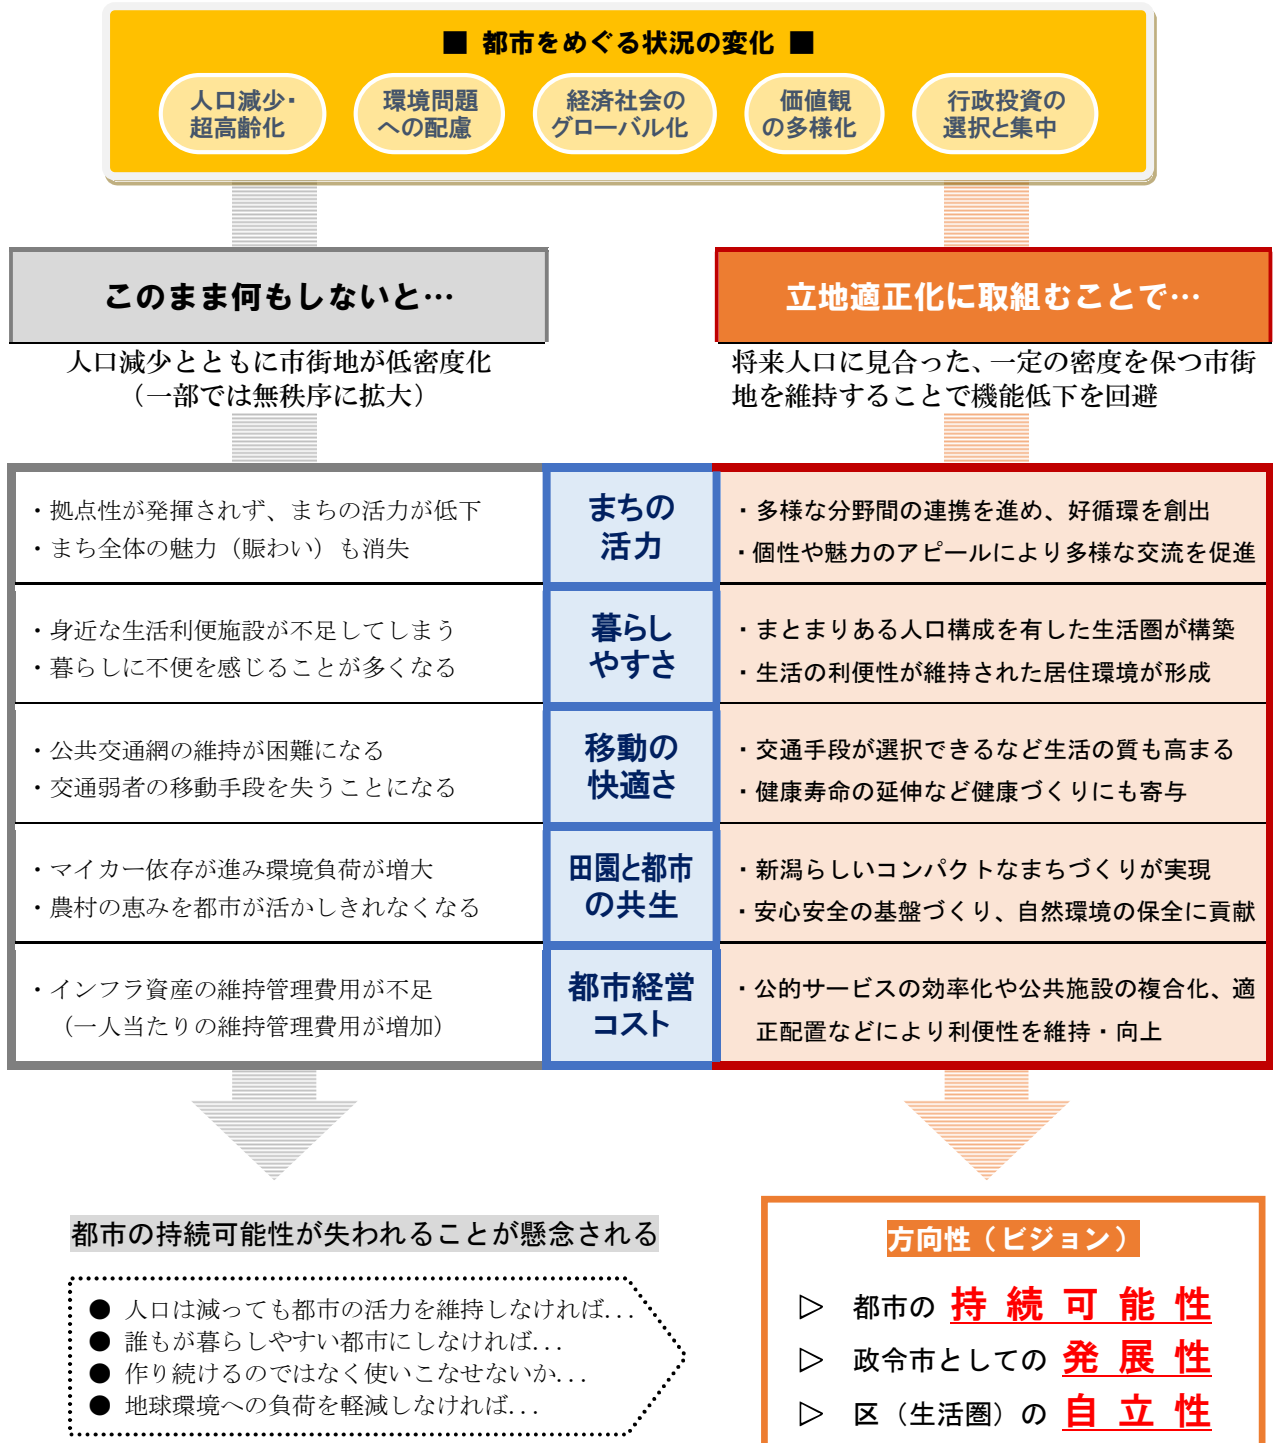 ■ 都市をめぐる状況の変化 ■
人口減少・
超高齢化
環境問題
への配慮
経済社会の
グローバル化
価値観
の多様化
行政投資の
選択と集中
このまま何もしないと…
人口減少とともに市街地が低密度化
（一部では無秩序に拡大）
立地適正化に取組むことで…
将来人口に見合った、一定の密度を保つ市街
地を維持することで機能低下を回避
・拠点性が発揮されず、まちの活力が低下
・まち全体の魅力（賑わい）も消失
まちの
活力
・多様な分野間の連携を進め、好循環を創出
・個性や魅力のアピールにより多様な交流を促進
・身近な生活利便施設が不足してしまう
・暮らしに不便を感じることが多くなる
暮らし
やすさ
・まとまりある人口構成を有した生活圏が構築
・生活の利便性が維持された居住環境が形成
・公共交通網の維持が困難になる
・交通弱者の移動手段を失うことになる
移動の
快適さ
・交通手段が選択できるなど生活の質も高まる
・健康寿命の延伸など健康づくりにも寄与
・マイカー依存が進み環境負荷が増大
・農村の恵みを都市が活かしきれなくなる
田園と都市
の共生
・新潟らしいコンパクトなまちづくりが実現
・安心安全の基盤づくり、自然環境の保全に貢献
・インフラ資産の維持管理費用が不足
（一人当たりの維持管理費用が増加）
都市経営
コスト
・公的サービスの効率化や公共施設の複合化、適
正配置などにより利便性を維持・向上
都市の持続可能性が失われることが懸念される
● 人口は減っても都市の活力を維持しなければ...
● 誰もが暮らしやすい都市にしなければ...
● 作り続けるのではなく使いこなせないか...
● 地球環境への負荷を軽減しなければ...
方向性（ビジョン）
▷ 都市の 持続可能性
▷ 政令市としての 発展性
▷ 区（生活圏）の 自立性